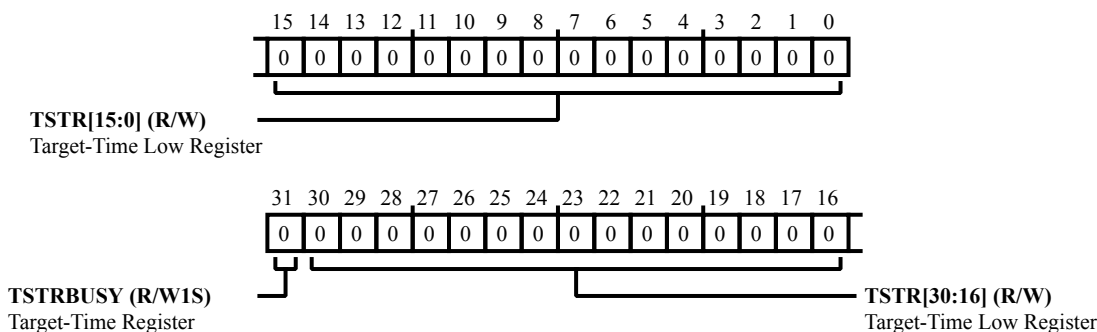 15 14 13 12 11 10 9 8 7 6 5 4 3 2 1 0
0 0 0 0 0 0 0 0 0 0 0 0 0 0 0 0
TSTR[15:0] (R/W)
Target-Time Low Register
31 30 29 28 27 26 25 24 23 22 21 20 19 18 17 16
0 0 0 0 0 0 0 0 0 0 0 0 0 0 0 0
TSTRBUSY (R/W1S)
Target-Time Register
TSTR[30:16] (R/W)
Target-Time Low Register